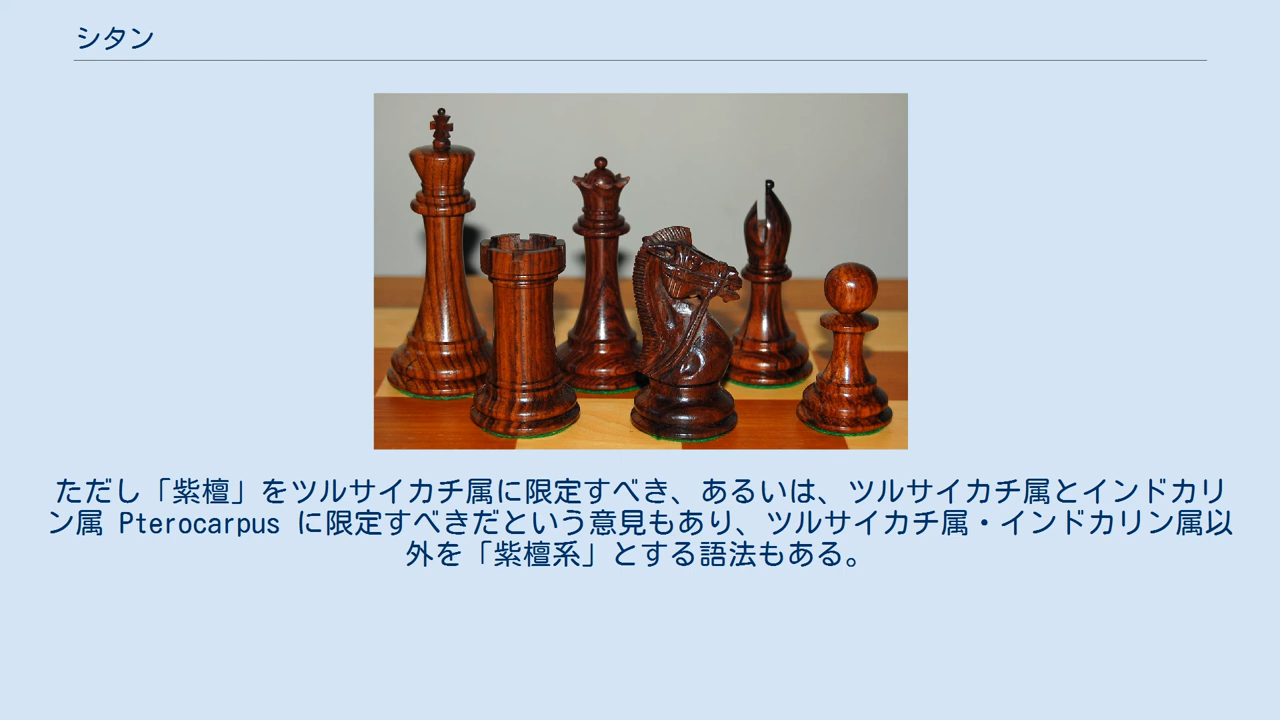 シタン
ただし「紫檀」をツルサイカチ属に限定すべき、あるいは、ツルサイカチ属とインドカリ
ン属 Pterocarpus に限定すべきだという意見もあり、ツルサイカチ属・インドカリン属以
外を「紫檀系」とする語法もある。